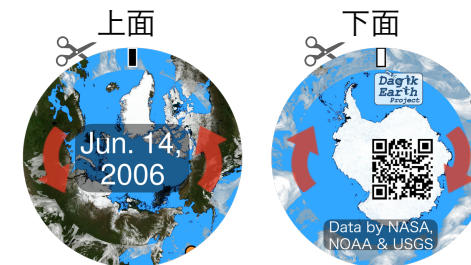 上面
下面
Jun. 14,
2006
Dagik
Earth
Project
Data by NASA,
NOAA & USGS